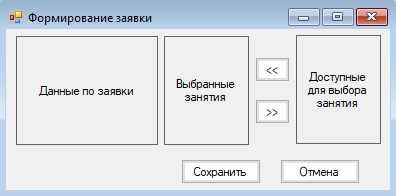 Формирование заявки
Данные по заявки
Выбранные
занятия
<<
>>
Доступные
для выбора
занятия
Сохранить
Отмена